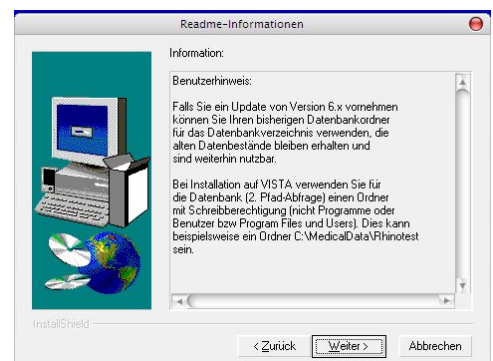 Readme-Informationen
Information:
Benutzerhinweis:
Falls Sie ein Update von Version 6.x vornehmen
können Sie Ihren bisherigen Datenbankordner
für das Datenbankverzeichnis verwenden, die
alten Datenbestände bleiben erhalten und
sind weiterhin nutzbar.
Bei Installation auf VISTA verwenden Sie für
die Datenbank (2. Pfad-Abfrage) einen Ordner
mit Schreibberechtigung (nicht Programme oder
Benutzer bzw Program Files und Users). Dies kann
beispielsweise ein Ordner C:\MedicalData\Rhinotest
sein.
InstallShield
< Zurück
Weiter >
Abbrechen